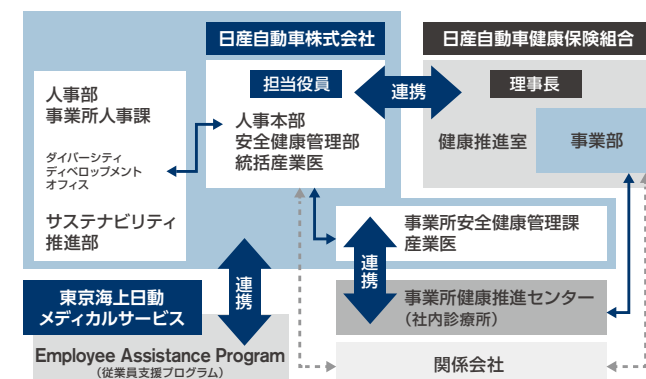 日産自動車株式会社
日産自動車健康保険組合
担当役員
連携
理事長
人事部
事業所人事課
ダイバーシティ
ディベロップメント
オフィス
サステナビリティ
推進部
人事本部
安全健康管理部
統括産業医
健康推進室
事業部
事業所安全健康管理課
産業医
連携
連携
東京海上日動
メディカルサービス
事業所健康推進センター
（社内診療所）
Employee Assistance Program
（従業員支援プログラム）
関係会社